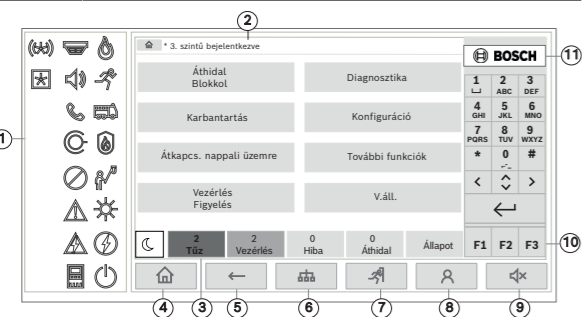 2
* 3. szintű bejelentkezve
BOSCH
11
Áthidal
Blokkol
Diagnosztika
Karbantartás
Konfiguráció
Átkapcs. nappali üzemre
További funkciók
Vezérlés
Figyelés
V.áll.
1
2 ABC
3 DEF
4 GHI
5 JKL
6 MNO
7 PQRS
8 TUV
9 WXYZ
*
0
#
1
2 Tűz
2 Vezérlés
0 Hiba
0 Áthidal
Állapot
F1 F2 F3
10
3
4
5
6
7
8
9